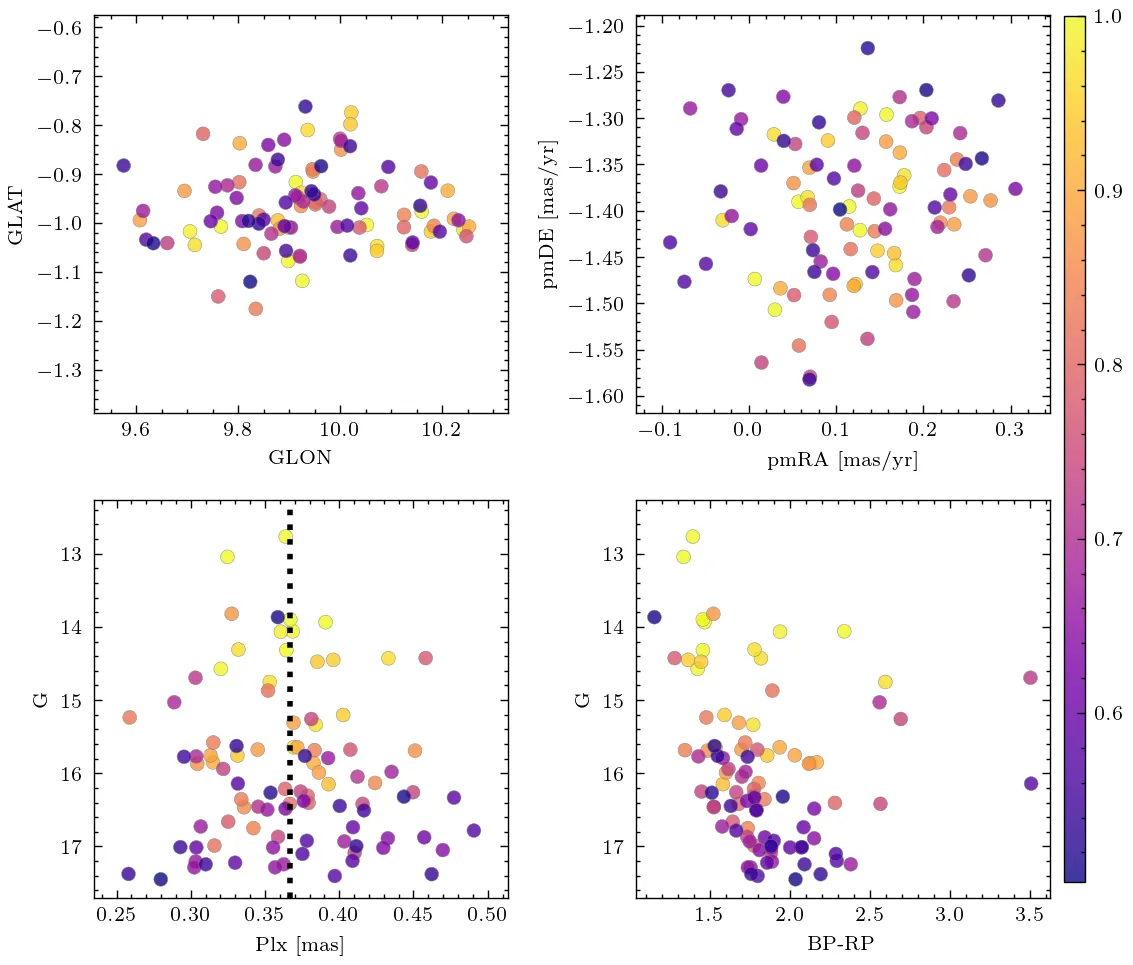 −0.6
−0.7
−0.8
−0.9
−1.0
−1.1
−1.2
−1.3
GLAT
9.6 9.8 10.0 10.2
GLON
−1.20
−1.25
−1.30
−1.35
−1.40
−1.45
−1.50
−1.55
−1.60
pmDE [mas/yr]
−0.1 0.0 0.1 0.2 0.3
pmRA [mas/yr]
13
14
15
16
17
G
0.25 0.30 0.35 0.40 0.45 0.50
Plx [mas]
13
14
15
16
17
G
1.5 2.0 2.5 3.0 3.5
BP-RP
1.0
0.9
0.8
0.7
0.6